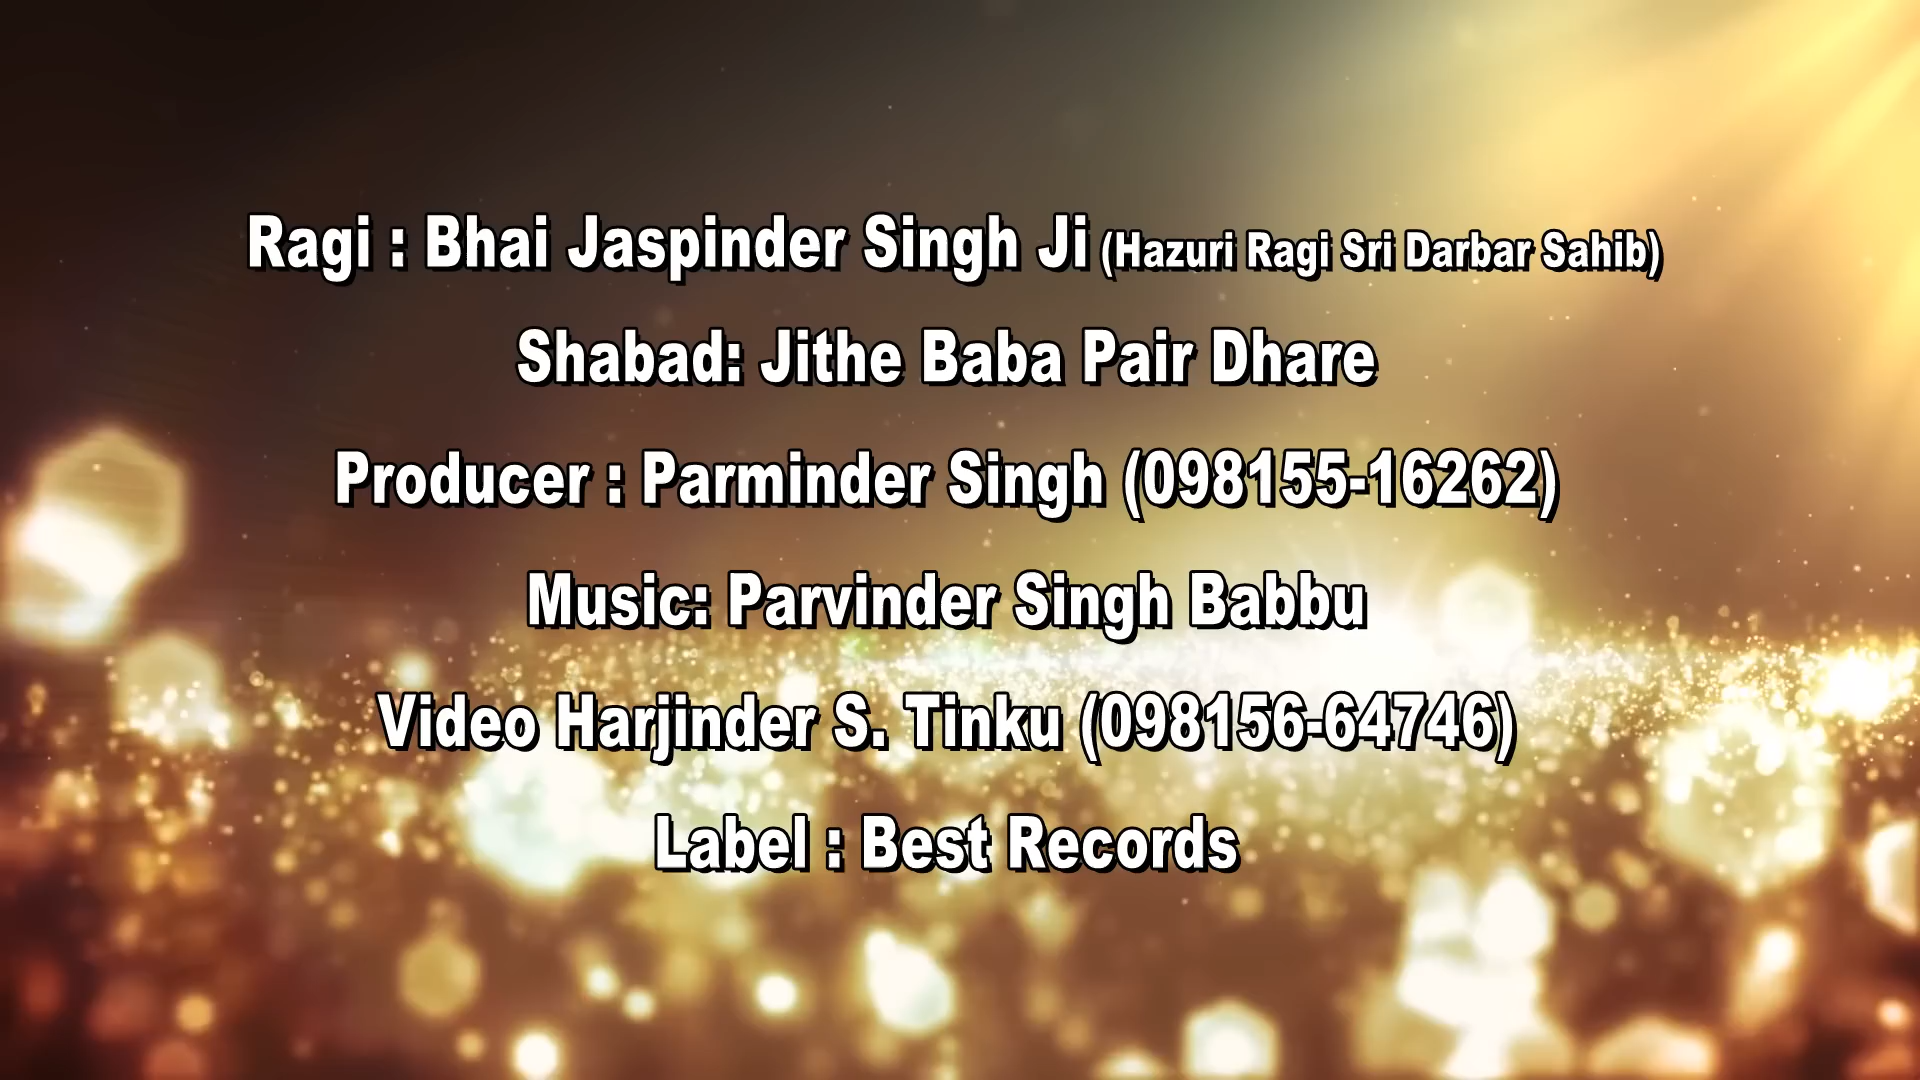 Ragi : Bhai Jaspinder Singh Ji (Hazuri Ragi Sri Darbar Sahib)
Shabad: Jithe Baba Pair Dhare
Producer : Parminder Singh (098155-16262)
Music: Parvinder Singh Babbu
Video Harjinder S. Tinku (098156-64746)
Label : Best Records